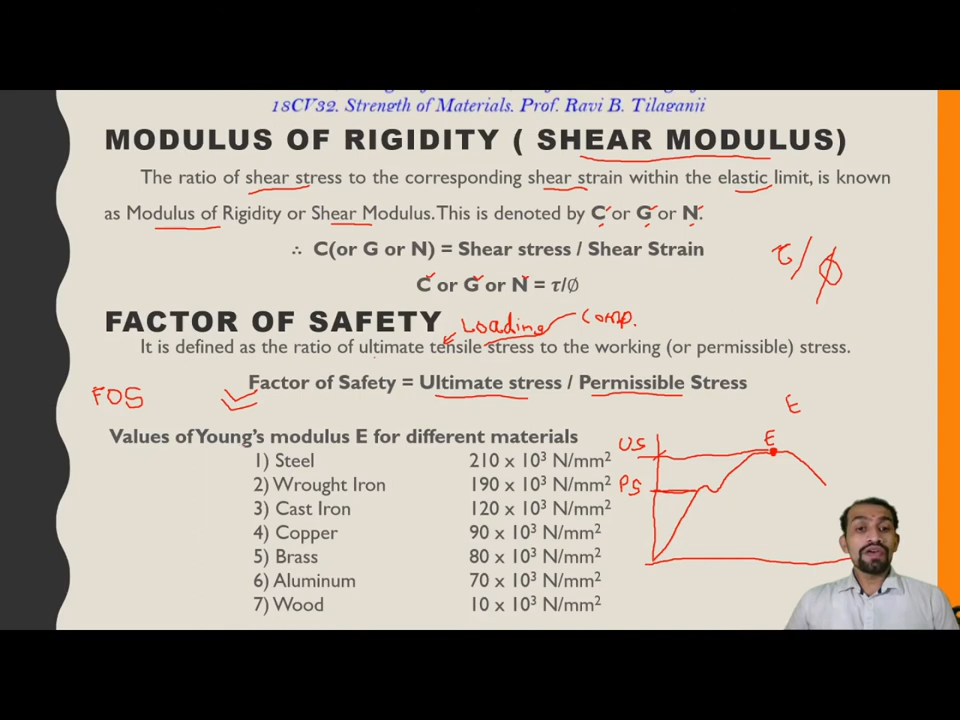 18CV32. Strength of Materials. Prof. Ravi B. Tilaganji
MODULUS OF RIGIDITY ( SHEAR MODULUS)
The ratio of shear stress to the corresponding shear strain within the elastic limit, is known
as Modulus of Rigidity or Shear Modulus. This is denoted by C or G or N.
∴ C(or G or N) = Shear stress / Shear Strain
τ/∅
C or G or N = τ/∅
FACTOR OF SAFETY
Loading
Comp.
It is defined as the ratio of ultimate tensile stress to the working (or permissible) stress.
Factor of Safety = Ultimate stress / Permissible Stress
FOS
E
Values of Young's modulus E for different materials
US
E
1) Steel 210 x 10³ N/mm²
2) Wrought Iron 190 x 10³ N/mm²
PS
3) Cast Iron 120 x 10³ N/mm²
4) Copper 90 x 10³ N/mm²
5) Brass 80 x 10³ N/mm²
6) Aluminum 70 x 10³ N/mm²
7) Wood 10 x 10³ N/mm²